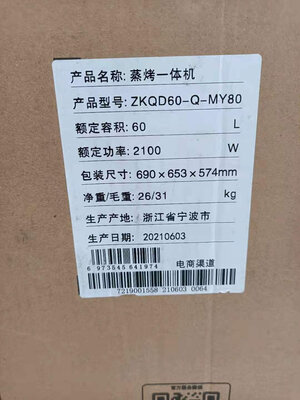 产品名称: 蒸烤一体机
产品型号: ZKQD60-Q-MY80
额定容积: 60 L
额定功率: 2100 W
包装尺寸: 690×653×574mm
净重/毛重: 26/31 kg
生产产地: 浙江省宁波市
生产日期: 20210603
6 973545 641974
电商渠道
7219001558 210603 0064